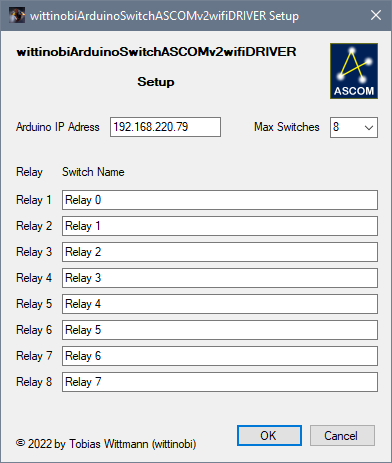 wittinobiArduinoSwitchASCOMv2wifiDRIVER Setup
wittinobiArduinoSwitchASCOMv2wifiDRIVER
Setup
ASCOM
Arduino IP Adress 192.168.220.79 Max Switches 8
Relay Switch Name
Relay 1 Relay 0
Relay 2 Relay 1
Relay 3 Relay 2
Relay 4 Relay 3
Relay 5 Relay 4
Relay 6 Relay 5
Relay 7 Relay 6
Relay 8 Relay 7
© 2022 by Tobias Wittmann (wittinobi) OK Cancel